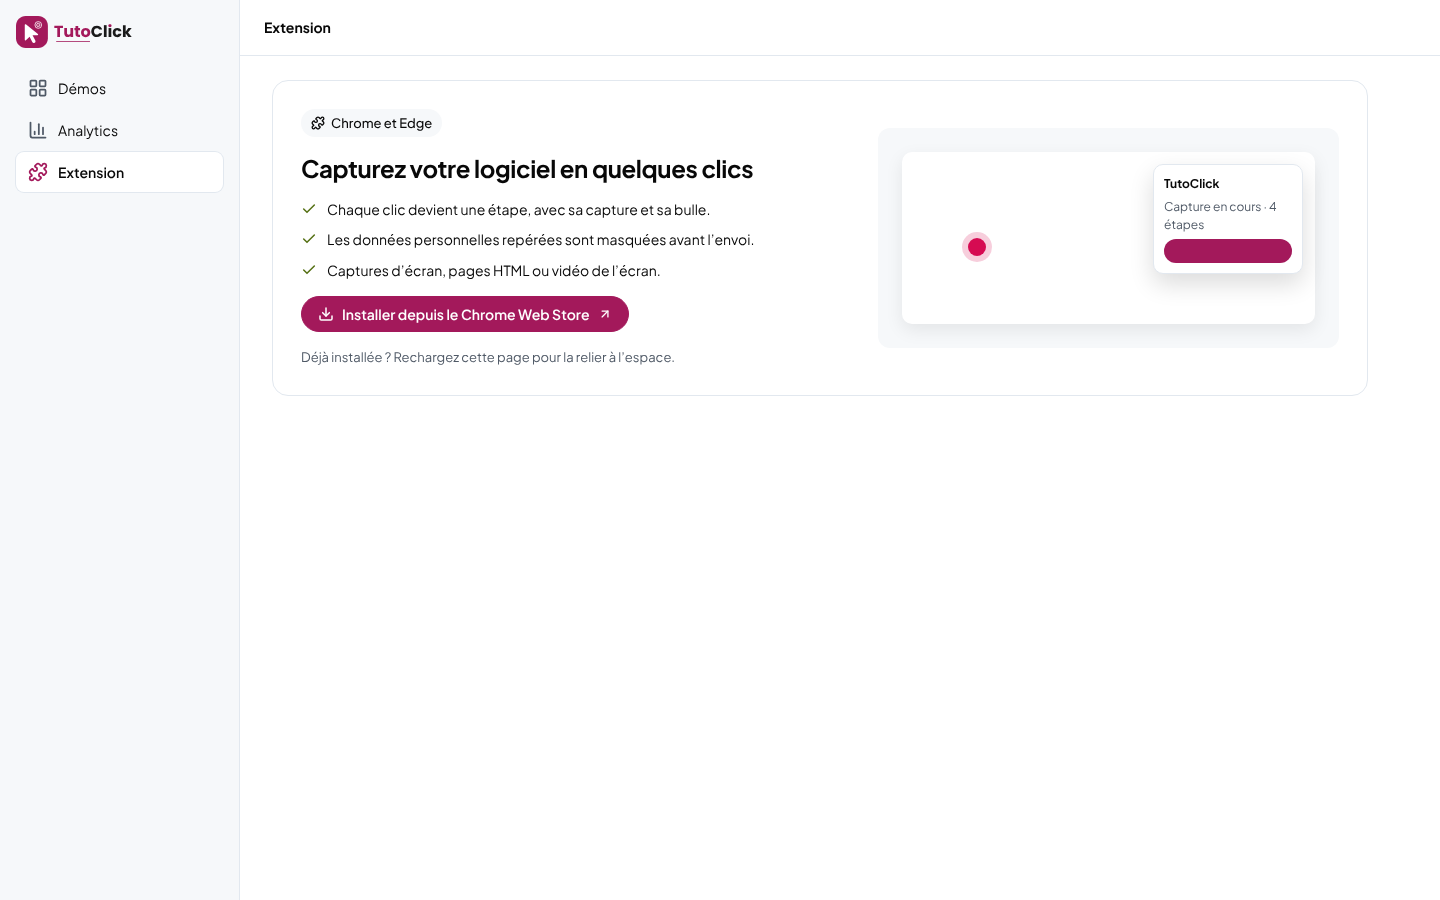 TutoClick
Démos
Analytics
Extension
Extension
Chrome et Edge
Capturez votre logiciel en quelques clics
Chaque clic devient une étape, avec sa capture et sa bulle.
Les données personnelles repérées sont masquées avant l’envoi.
Captures d’écran, pages HTML ou vidéo de l’écran.
Installer depuis le Chrome Web Store
Déjà installée ? Rechargez cette page pour la relier à l’espace.
TutoClick
Capture en cours · 4
étapes